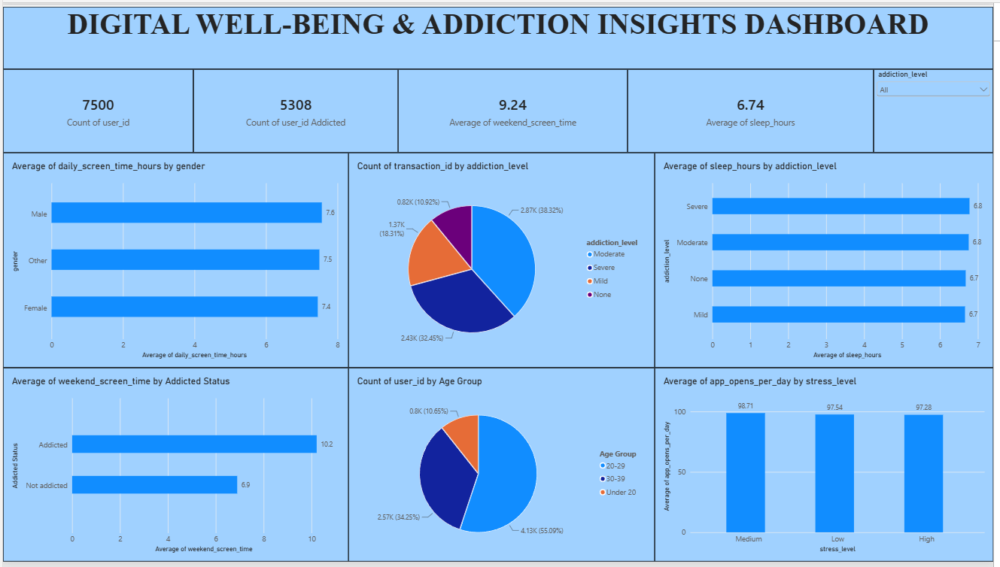 DIGITAL WELL-BEING & ADDICTION INSIGHTS DASHBOARD
7500
Count of user_id
5308
Count of user_id Addicted
9.24
Average of weekend_screen_time
6.74
Average of sleep_hours
addiction_level
All
Average of daily_screen_time_hours by gender
gender
Male
7.6
Other
7.5
Female
7.4
0 2 4 6 8
Average of daily_screen_time_hours
Count of transaction_id by addiction_level
0.82K (10.92%)
2.87K (38.32%)
1.37K
(18.31%)
2.43K (32.45%)
addiction_level
Moderate
Severe
Mild
None
Average of sleep_hours by addiction_level
addiction_level
Severe
6.8
Moderate
6.8
None
6.7
Mild
6.7
0 1 2 3 4 5 6 7
Average of sleep_hours
Average of weekend_screen_time by Addicted Status
Addicted Status
Addicted
10.2
Not addicted
6.9
0 2 4 6 8 10
Average of weekend_screen_time
Count of user_id by Age Group
0.8K (10.65%)
2.57K (34.25%)
4.13K (55.09%)
Age Group
20-29
30-39
Under 20
Average of app_opens_per_day by stress_level
Average of app_opens_per_day
100
50
0
98.71
97.54
97.28
Medium Low High
stress_level